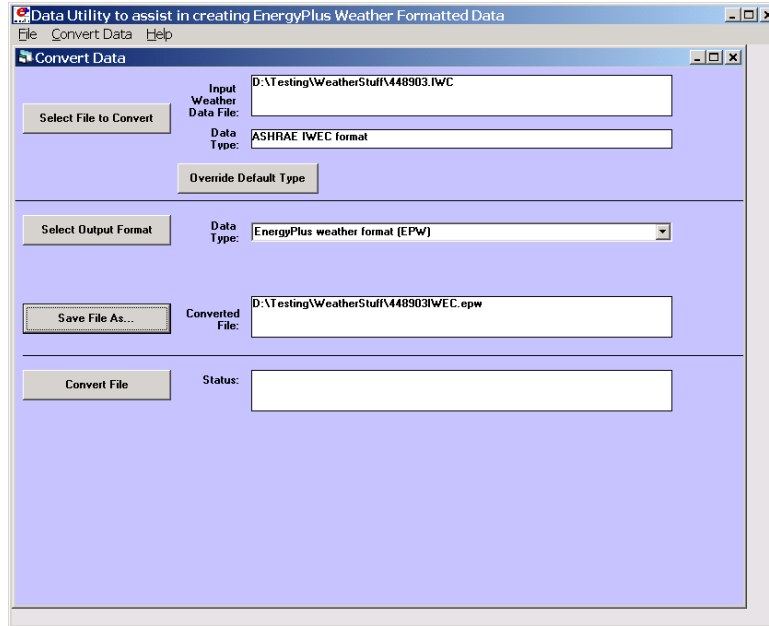 Data Utility to assist in creating EnergyPlus Weather Formatted Data
File Convert Data Help
Convert Data
Select File to Convert
Input
Weather
Data File:
D:\Testing\WeatherStuff\448903.IWC
Data
Type:
ASHRAE IWEC format
Override Default Type
Select Output Format
Data
Type:
EnergyPlus weather format (EPW)
Save File As...
Converted
File:
D:\Testing\WeatherStuff\448903IWEC.epw
Convert File
Status: